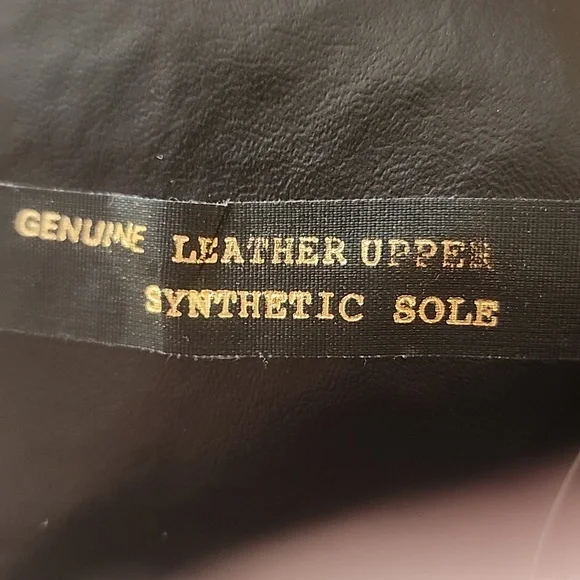 GENUINE LEATHER UPPER
SYNTHETIC SOLE